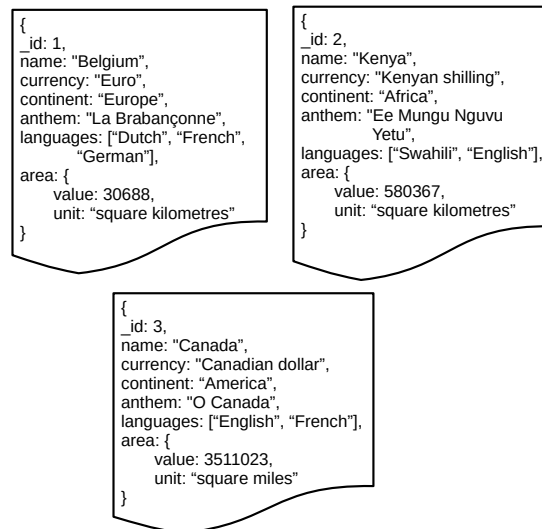 {
_id: 1,
name: "Belgium”,
currency: "Euro”,
continent: “Europe”,
anthem: "La Brabançonne”,
languages: [“Dutch”, “French”,
“German”],
area: {
value: 30688,
unit: “square kilometres”
}
{
_id: 2,
name: "Kenya”,
currency: "Kenyan shilling”,
continent: “Africa”,
anthem: "Ee Mungu Nguvu
Yetu”,
languages: [“Swahili”, “English”],
area: {
value: 580367,
unit: “square kilometres”
}
{
_id: 3,
name: "Canada”,
currency: "Canadian dollar”,
continent: “America”,
anthem: "O Canada”,
languages: [“English”, “French”],
area: {
value: 3511023,
unit: “square miles”
}